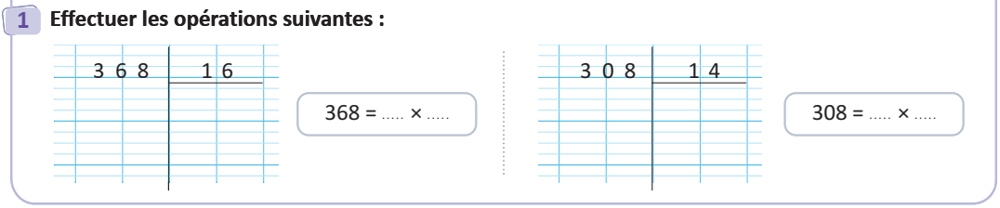 1 Effectuer les opérations suivantes :
3 6 8 1 6
368 = ..... × .....
3 0 8 1 4
308 = ..... × .....